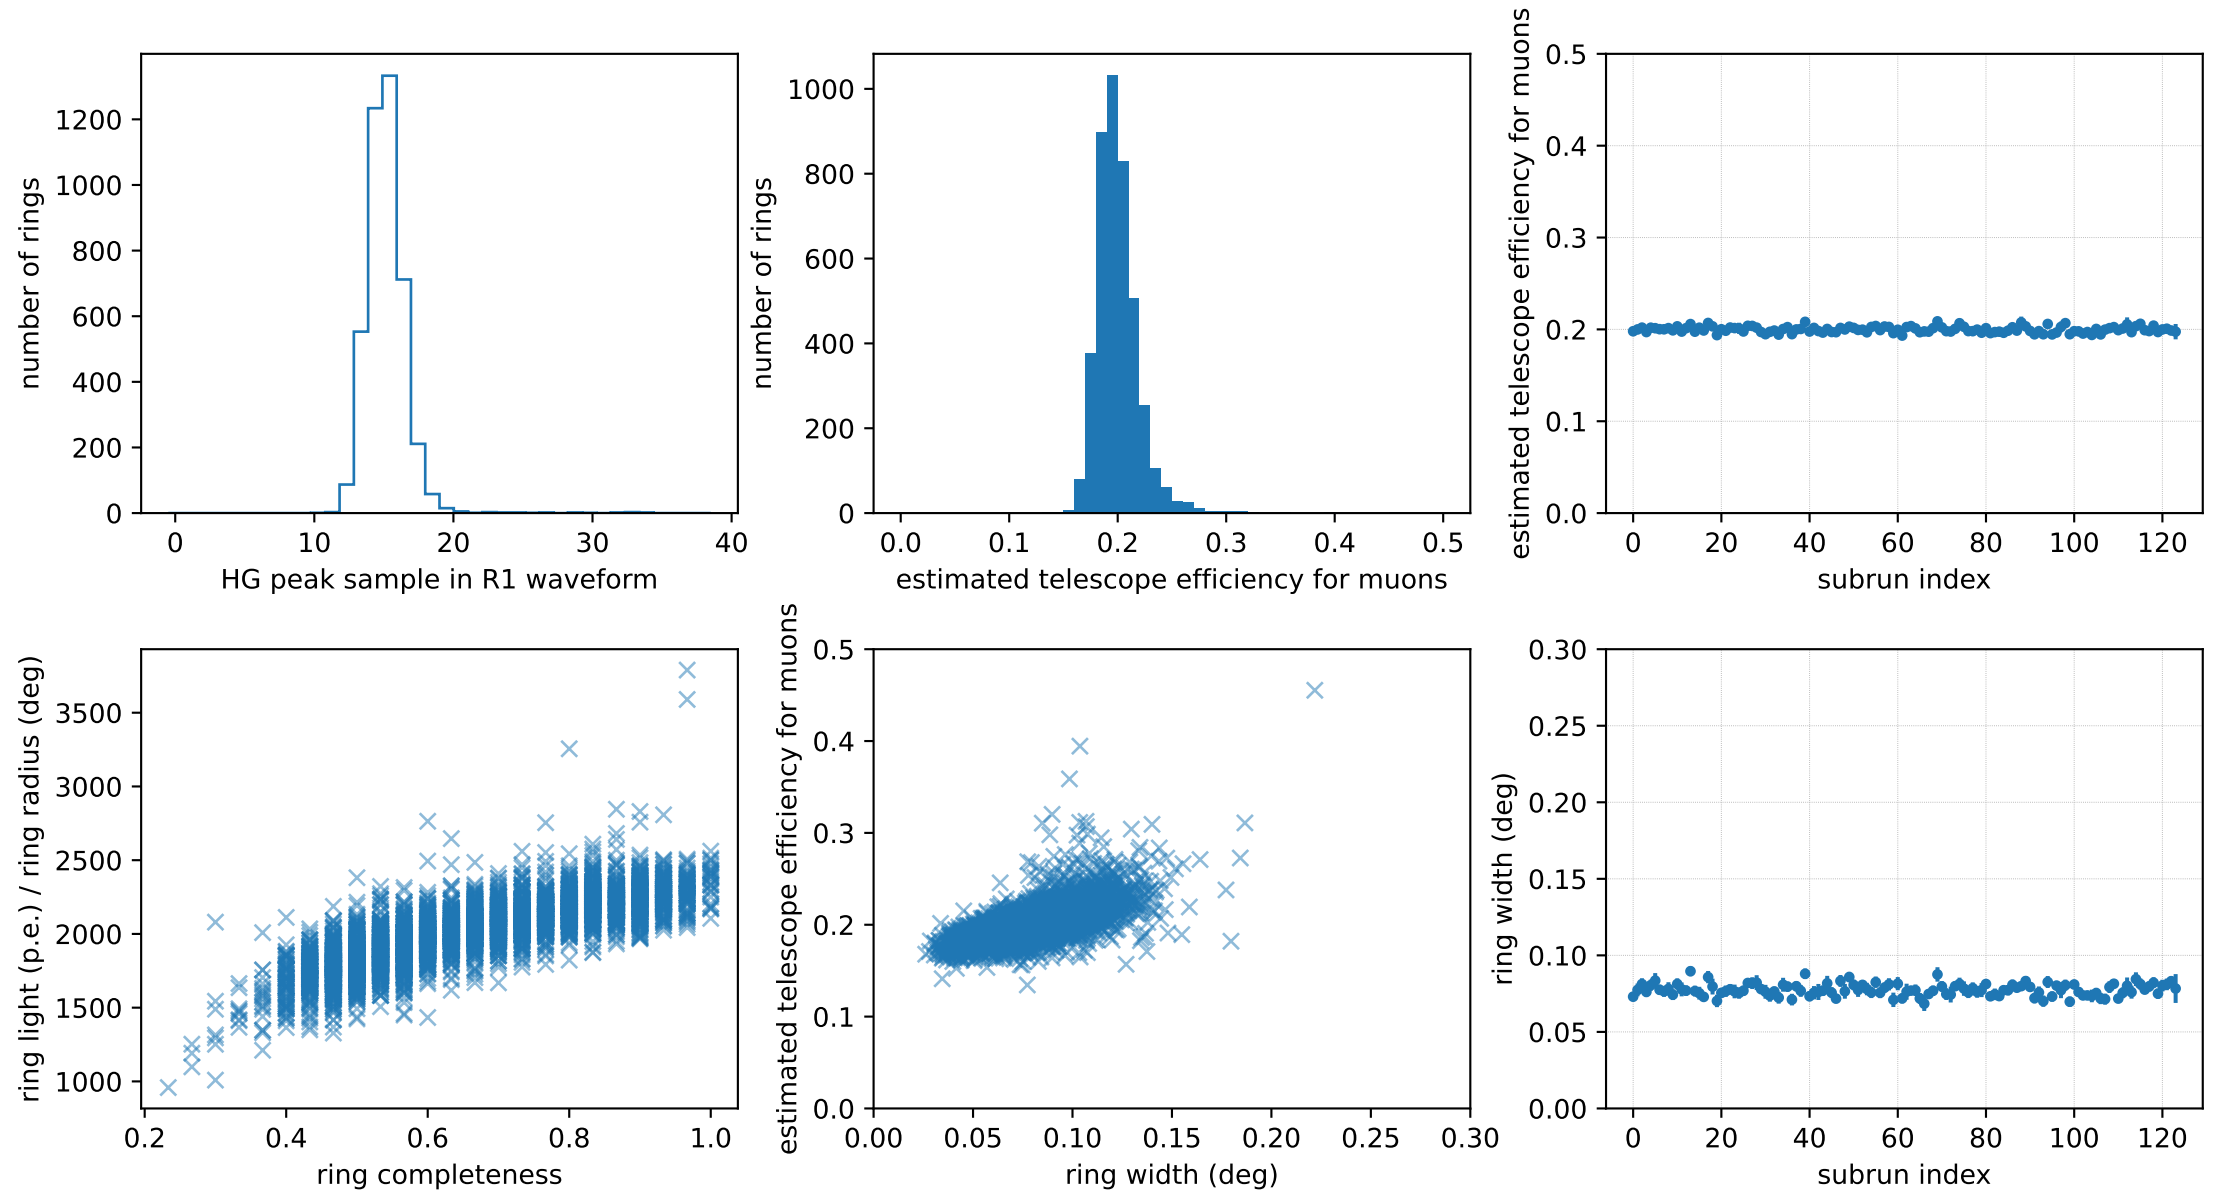 1200
1000
800
600
400
200
0
number of rings
0 10 20 30 40
HG peak sample in R1 waveform
1000
800
600
400
200
0
number of rings
0.0 0.1 0.2 0.3 0.4 0.5
estimated telescope efficiency for muons
0.5
0.4
0.3
0.2
0.1
0.0
estimated telescope efficiency for muons
0 20 40 60 80 100 120
subrun index
3500
3000
2500
2000
1500
1000
ring light (p.e.) / ring radius (deg)
0.2 0.4 0.6 0.8 1.0
ring completeness
0.5
0.4
0.3
0.2
0.1
0.0
estimated telescope efficiency for muons
0.00 0.05 0.10 0.15 0.20 0.25 0.30
ring width (deg)
0.30
0.25
0.20
0.15
0.10
0.05
0.00
ring width (deg)
0 20 40 60 80 100 120
subrun index